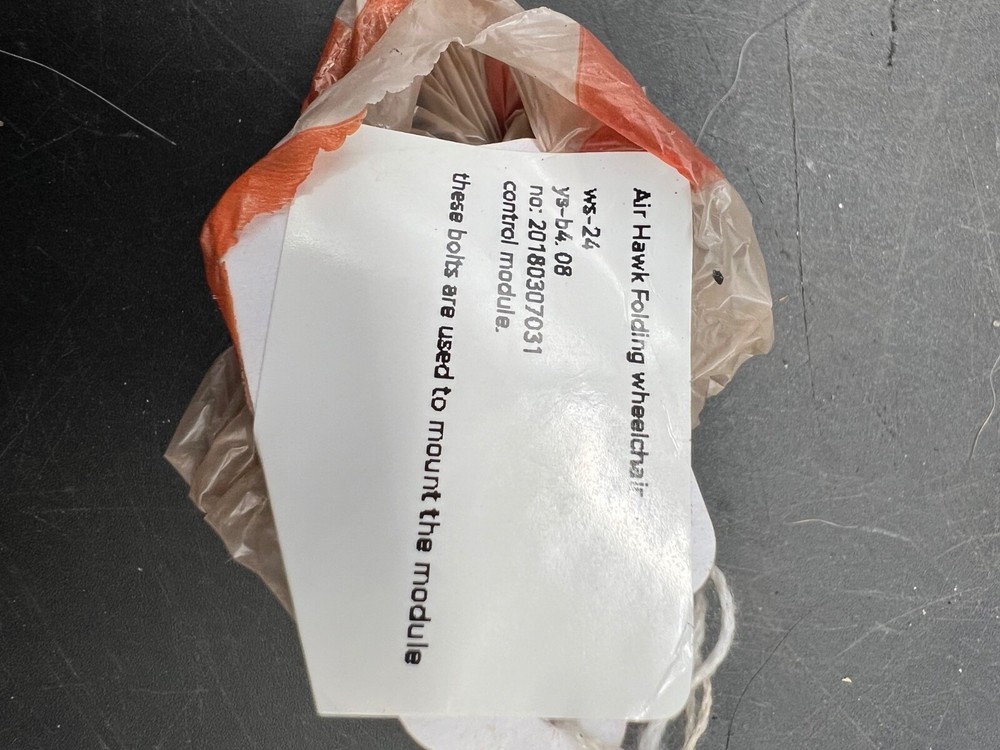 Air Hawk Folding wheelchair
ws-24
ys-b4.08
no: 20180307031
control module.
these bolts are used to mount the module